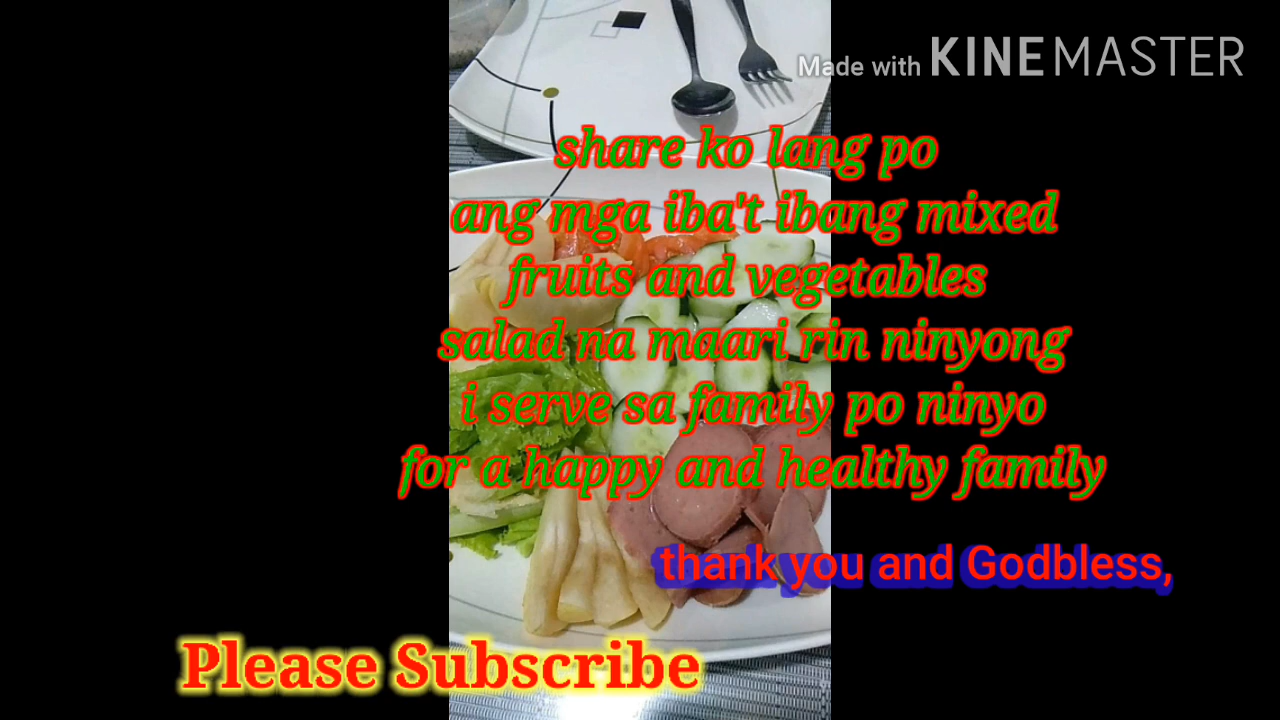 Made with KINEMASTER
share ko lang po
ang mga iba't ibang mixed
fruits and vegetables
salad na maari rin ninyong
i serve sa family po ninyo
for a happy and healthy family
thank you and Godbless,
Please Subscribe